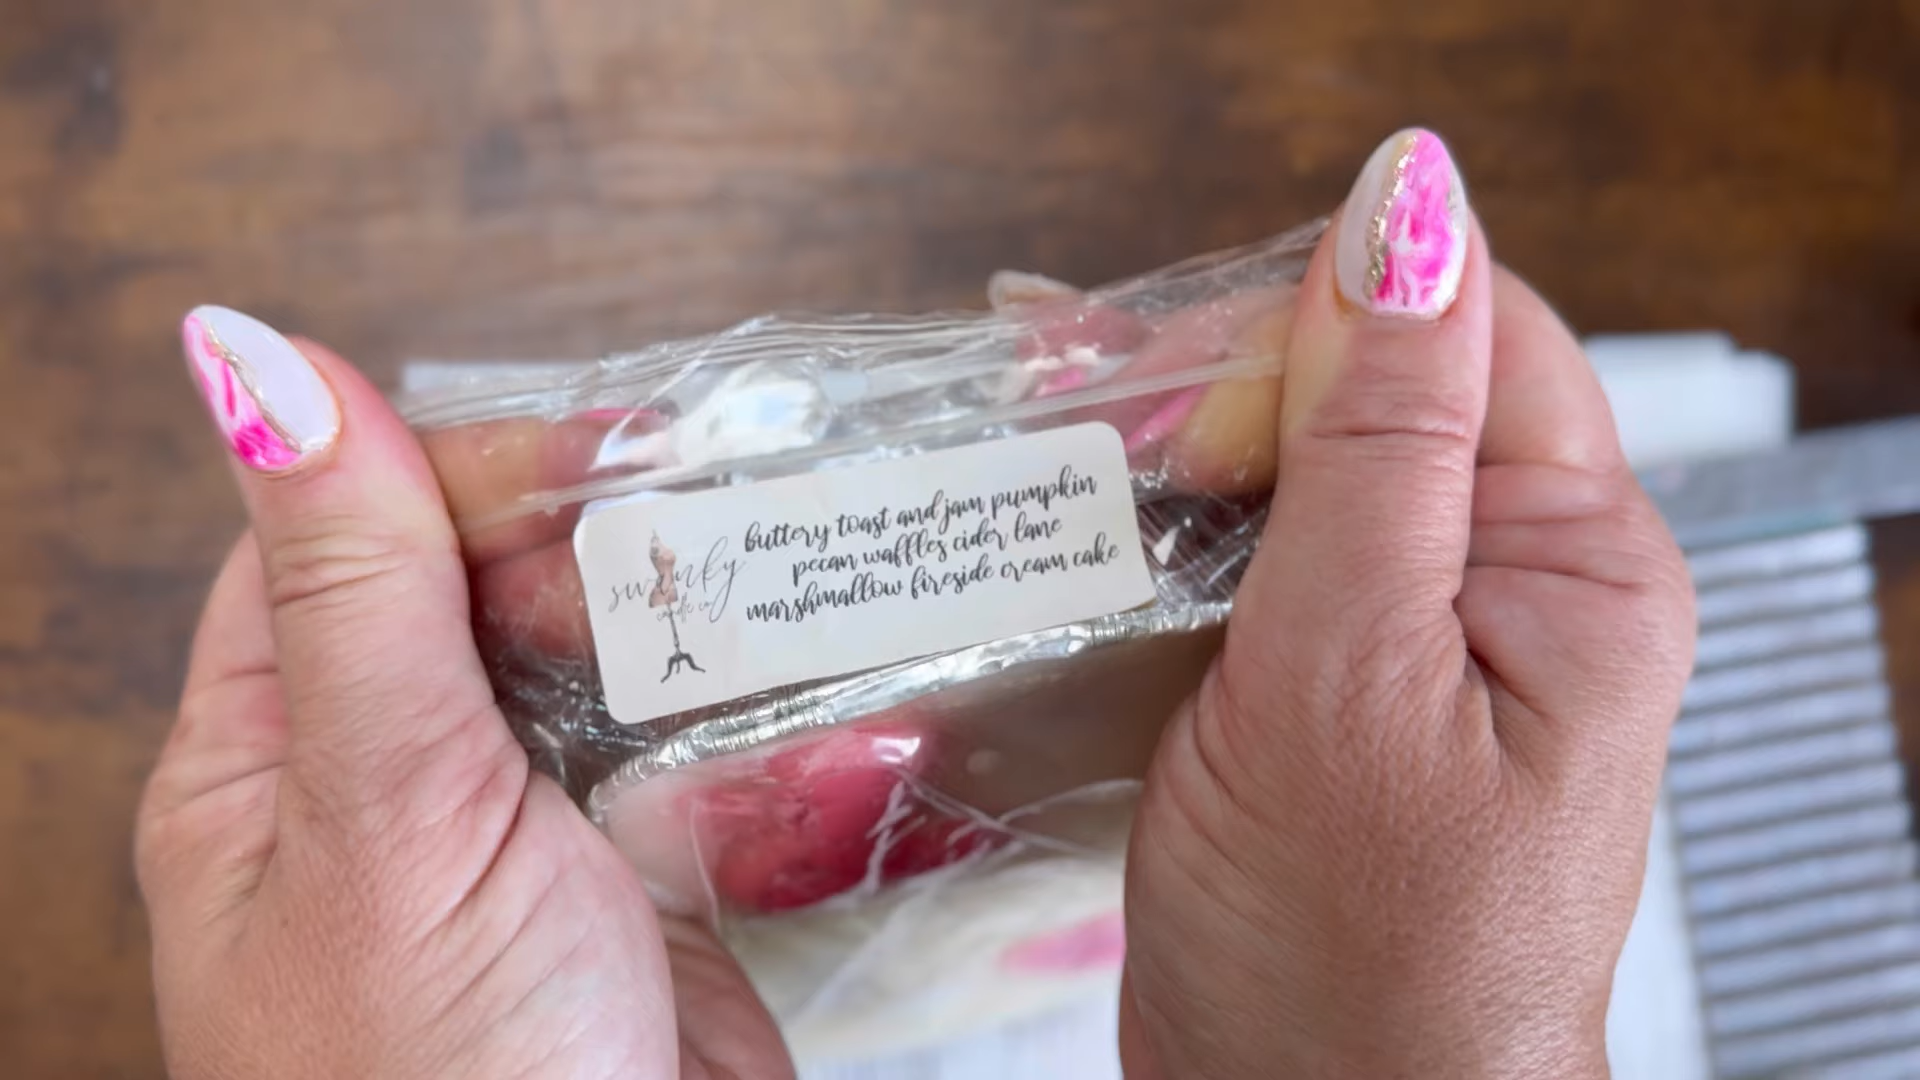 swanky
candle co.
buttery toast and jam pumpkin
pecan waffles cider lane
marshmallow fireside cream cake